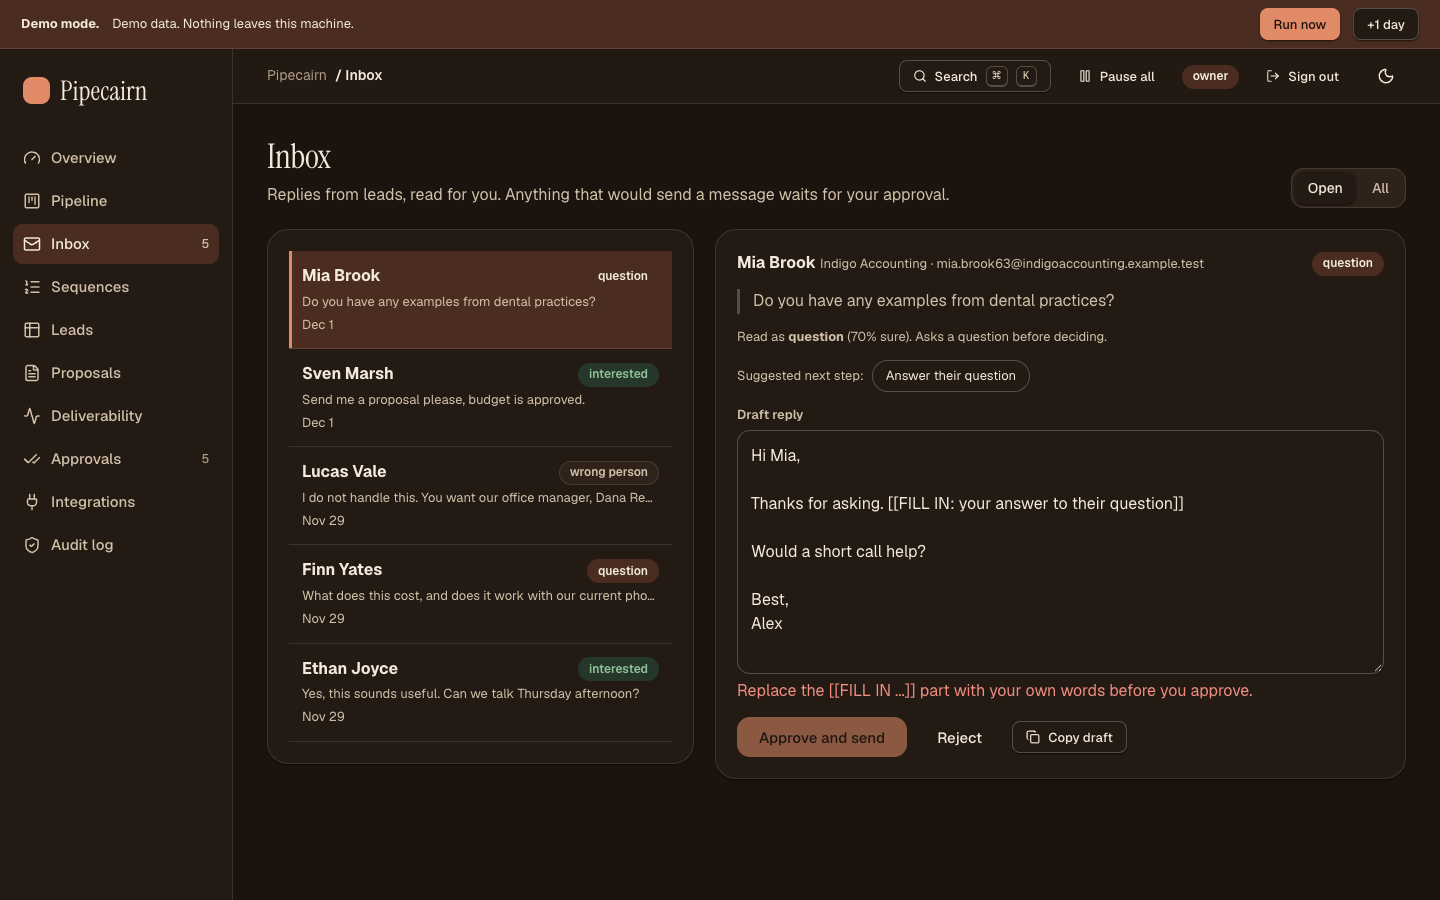 Demo mode. Demo data. Nothing leaves this machine.
Run now
+1 day
Pipecairn
Overview
Pipeline
Inbox 5
Sequences
Leads
Proposals
Deliverability
Approvals 5
Integrations
Audit log
Pipecairn / Inbox
Search ⌘ K
Pause all
owner
Sign out
Inbox
Replies from leads, read for you. Anything that would send a message waits for your approval.
Open All
Mia Brook question
Do you have any examples from dental practices?
Dec 1
Sven Marsh interested
Send me a proposal please, budget is approved.
Dec 1
Lucas Vale wrong person
I do not handle this. You want our office manager, Dana Re...
Nov 29
Finn Yates question
What does this cost, and does it work with our current pho...
Nov 29
Ethan Joyce interested
Yes, this sounds useful. Can we talk Thursday afternoon?
Nov 29
Mia Brook Indigo Accounting · mia.brook63@indigoaccounting.example.test question
Do you have any examples from dental practices?
Read as question (70% sure). Asks a question before deciding.
Suggested next step: Answer their question
Draft reply
Hi Mia,
Thanks for asking. [[FILL IN: your answer to their question]]
Would a short call help?
Best,
Alex
Replace the [[FILL IN ...]] part with your own words before you approve.
Approve and send
Reject
Copy draft